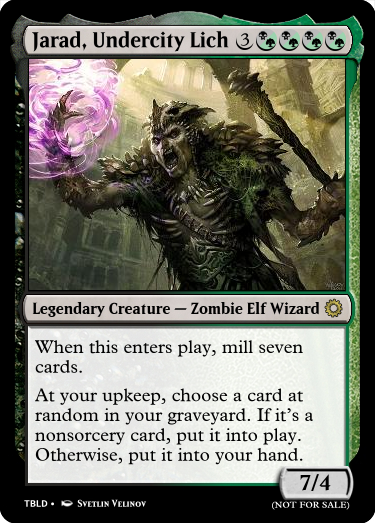 Jarad, Undercity Lich 3
Legendary Creature — Zombie Elf Wizard
When this enters play, mill seven
cards.
At your upkeep, choose a card at
random in your graveyard. If it's a
nonsorcery card, put it into play.
Otherwise, put it into your hand.
7/4
TBLD • Svetlin Velinov
(NOT FOR SALE)